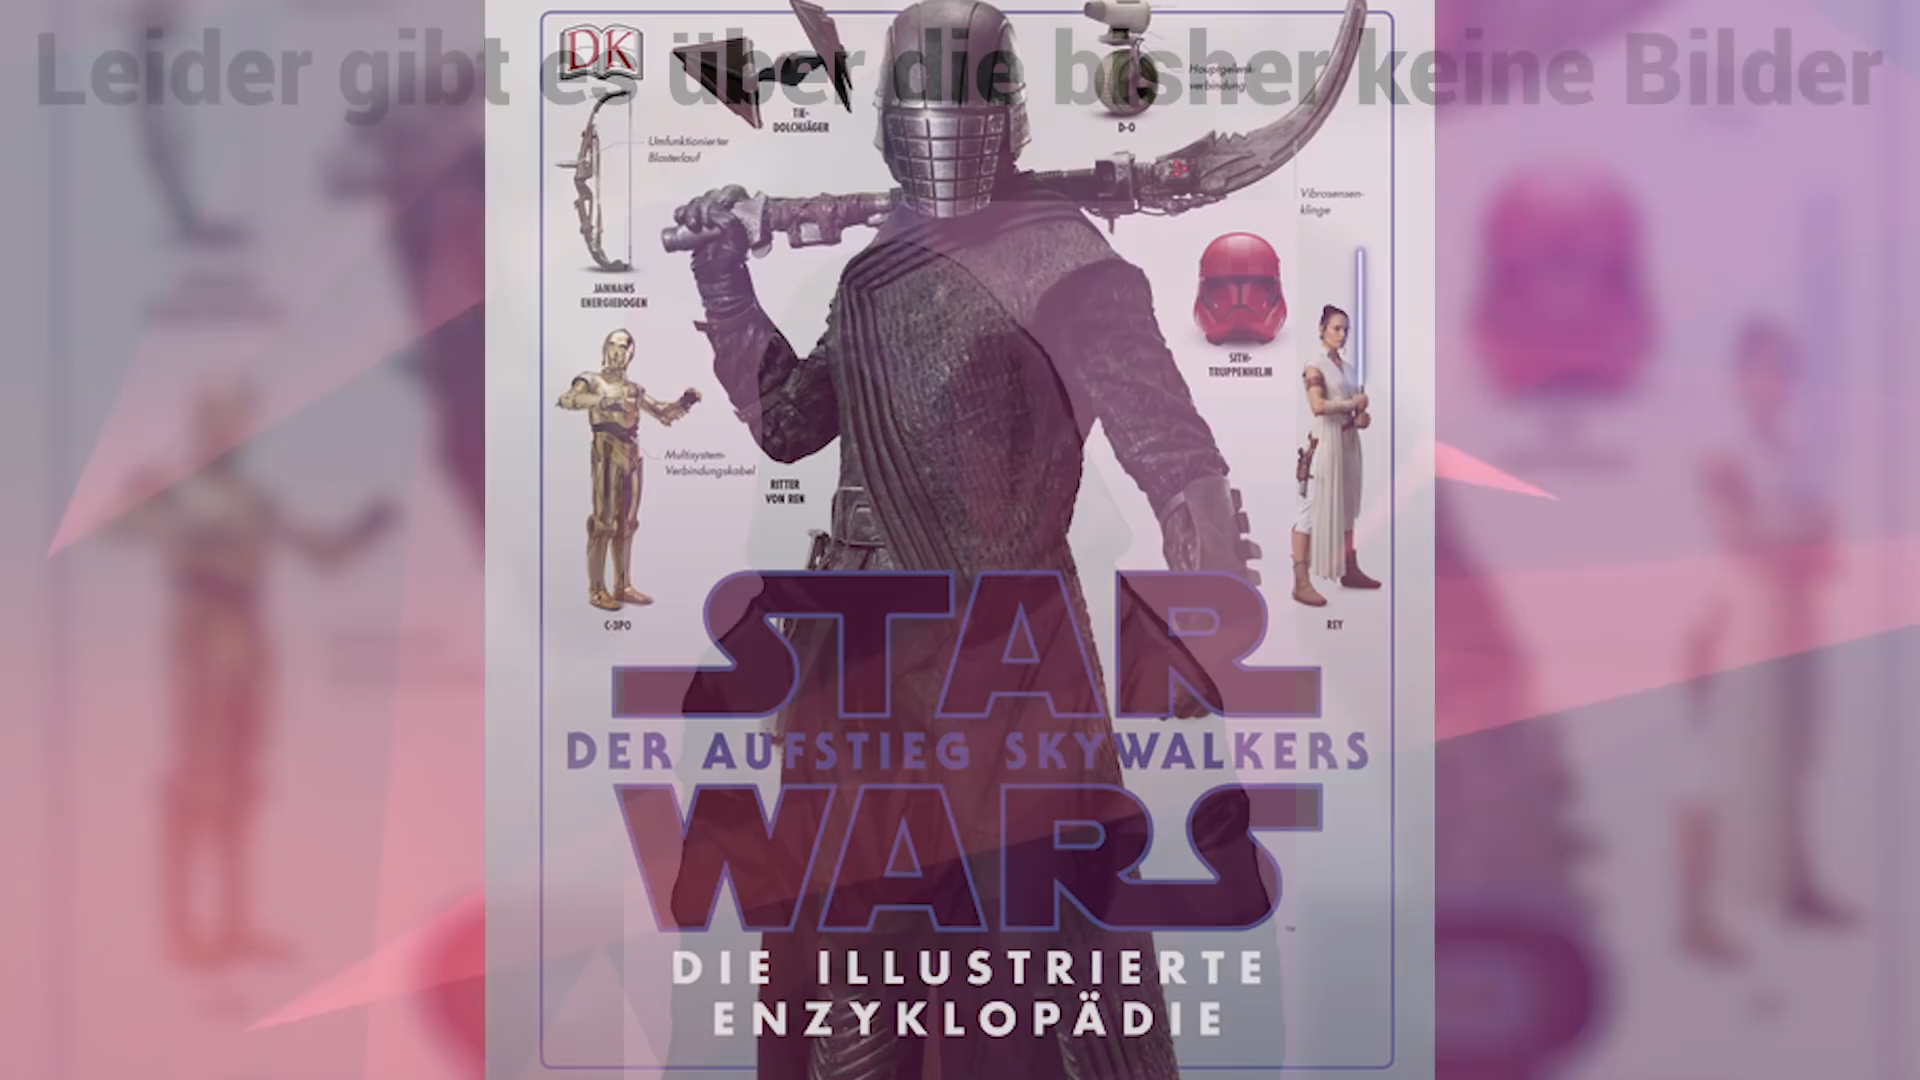 Leider gibt es über die bisher keine Bilder
DK
TIE-
DOLCHJÄGER
Hauptgelenk-
verbindung
D-O
Umfunktionierter
Blasterlauf
Vibrosensen-
klinge
JANNAHS
ENERGIEBOGEN
SITH-
TRUPPENHELM
Multisystem-
Verbindungskabel
RITTER
VON REN
C-3PO
REY
STAR
DER AUFSTIEG SKYWALKERS
WARS
DIE ILLUSTRIERTE
ENZYKLOPÄDIE